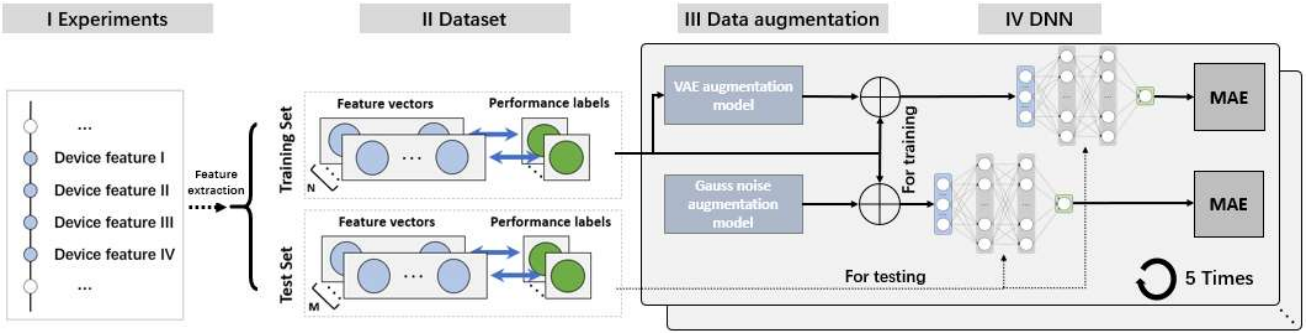 I Experiments
II Dataset
III Data augmentation
IV DNN
...
Device feature I
Device feature II
Device feature III
Device feature IV
...
Feature
extraction
Training Set
Feature vectors
Performance labels
...
N
Test Set
Feature vectors
Performance labels
...
M
VAE augmentation
model
Gauss noise
augmentation
model
For training
For testing
MAE
MAE
5 Times